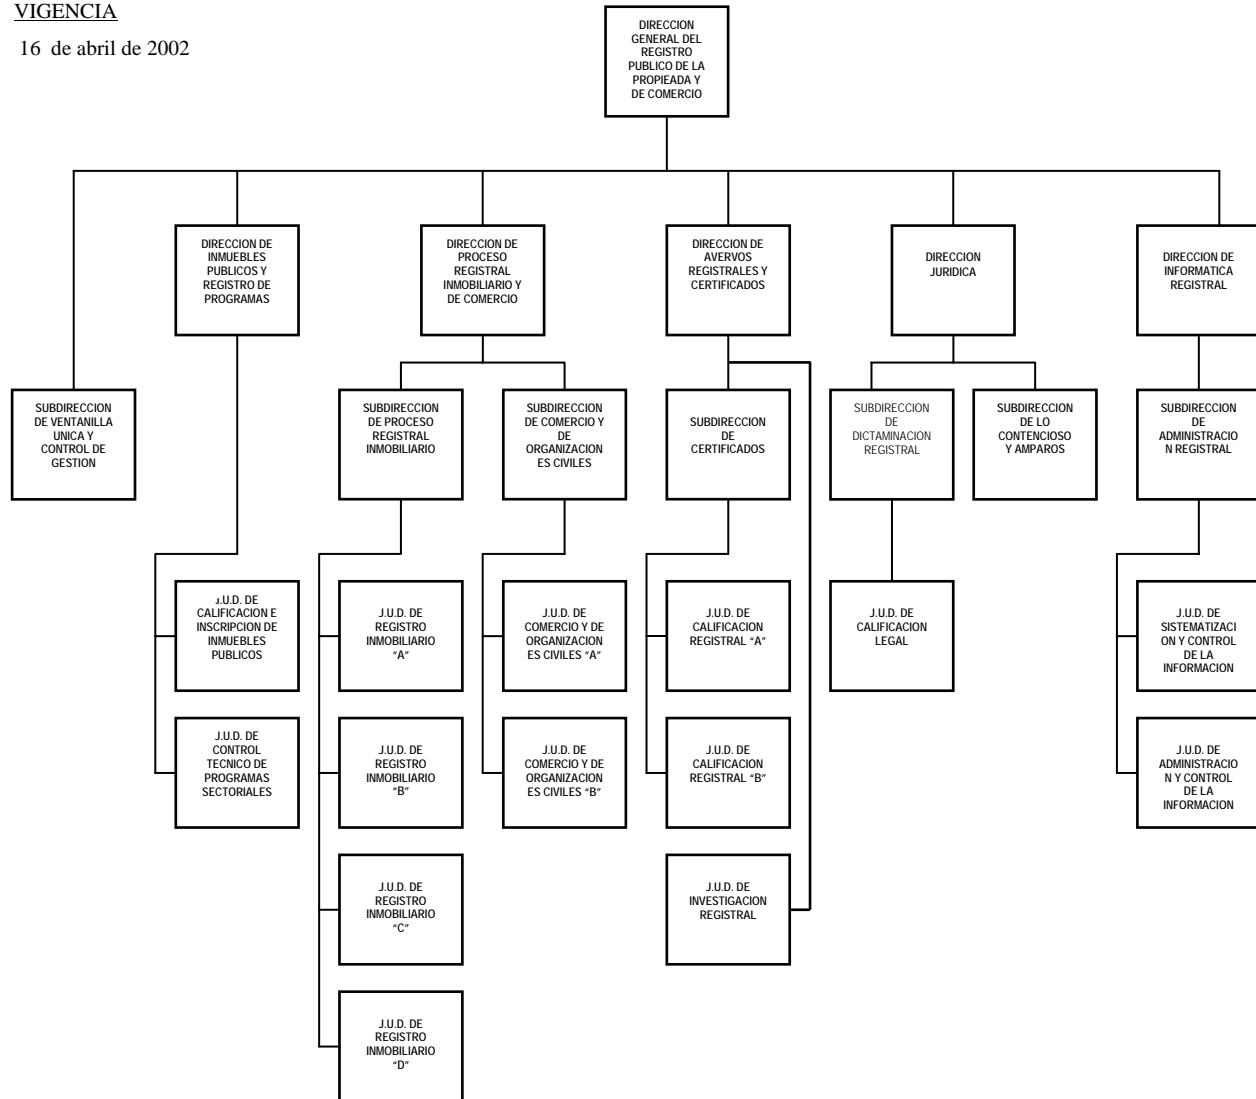 VIGENCIA
16 de abril de 2002
DIRECCION
GENERAL DEL
REGISTRO
PUBLICO DE LA
PROPIEADA Y
DE COMERCIO
DIRECCION DE
INMUEBLES
PUBLICOS Y
REGISTRO DE
PROGRAMAS
DIRECCION DE
PROCESO
REGISTRAL
INMOBILIARIO Y
DE COMERCIO
DIRECCION DE
AVERVOS
REGISTRALES Y
CERTIFICADOS
DIRECCION
JURIDICA
DIRECCION DE
INFORMATICA
REGISTRAL
SUBDIRECCION
DE VENTANILLA
UNICA Y
CONTROL DE
GESTION
SUBDIRECCION
DE PROCESO
REGISTRAL
INMOBILIARIO
SUBDIRECCION
DE COMERCIO Y
DE
ORGANIZACION
ES CIVILES
SUBDIRECCION
DE
CERTIFICADOS
SUBDIRECCION
DE
DICTAMINACION
REGISTRAL
SUBDIRECCION
DE LO
CONTENCIOSO
Y AMPAROS
SUBDIRECCION
DE
ADMINISTRACIO
N REGISTRAL
J.U.D. DE
CALIFICACION E
INSCRIPCION DE
INMUEBLES
PUBLICOS
J.U.D. DE
REGISTRO
INMOBILIARIO
“A”
J.U.D. DE
COMERCIO Y DE
ORGANIZACION
ES CIVILES “A”
J.U.D. DE
CALIFICACION
REGISTRAL “A”
J.U.D. DE
CALIFICACION
LEGAL
J.U.D. DE
SISTEMATIZACI
ON Y CONTROL
DE LA
INFORMACION
J.U.D. DE
CONTROL
TECNICO DE
PROGRAMAS
SECTORIALES
J.U.D. DE
REGISTRO
INMOBILIARIO
“B”
J.U.D. DE
COMERCIO Y DE
ORGANIZACION
ES CIVILES “B”
J.U.D. DE
CALIFICACION
REGISTRAL “B”
J.U.D. DE
ADMINISTRACIO
N Y CONTROL
DE LA
INFORMACION
J.U.D. DE
REGISTRO
INMOBILIARIO
“C”
J.U.D. DE
INVESTIGACION
REGISTRAL
J.U.D. DE
REGISTRO
INMOBILIARIO
“D”